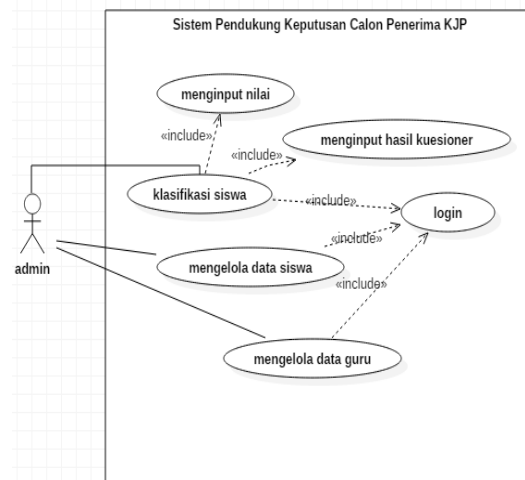 Sistem Pendukung Keputusan Calon Penerima KJP
menginput nilai
«include»
menginput hasil kuesioner
«include»
klasifikasi siswa
«include»
login
«include»
admin
mengelola data siswa
«include»
mengelola data guru